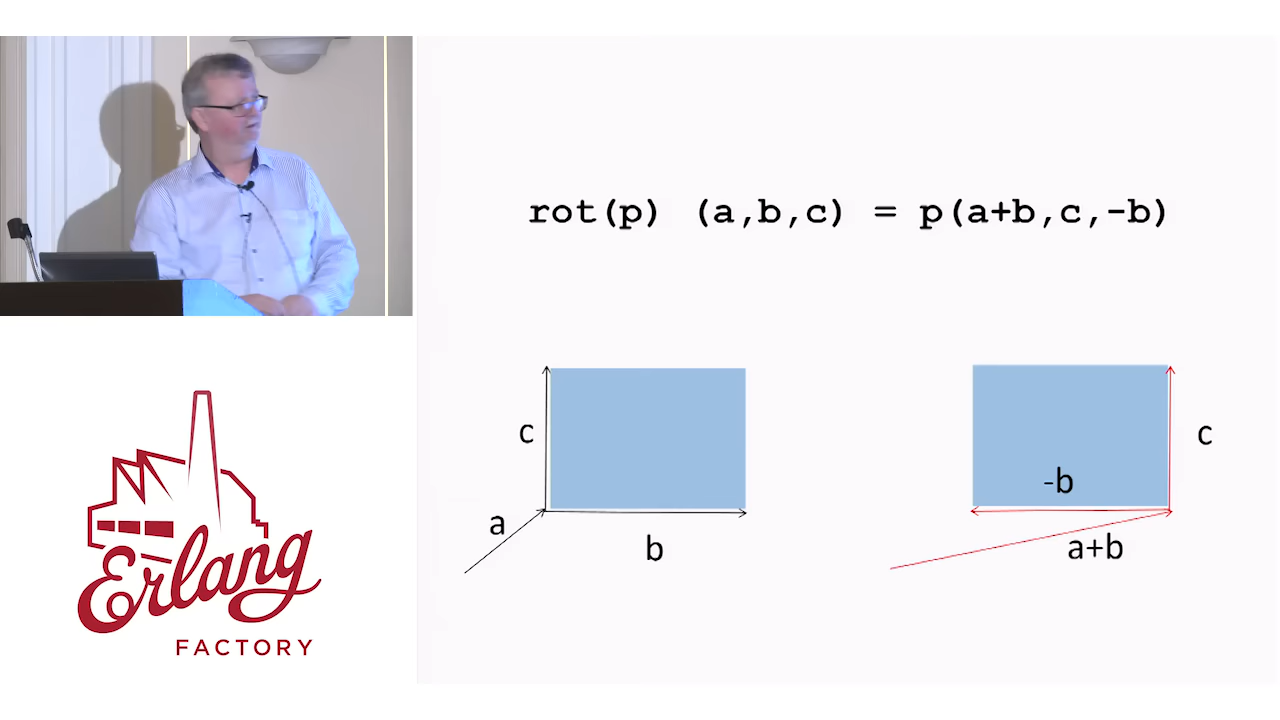 rot(p) (a,b,c) = p(a+b,c,-b)
c
a
b
-b
c
a+b
Erlang
FACTORY